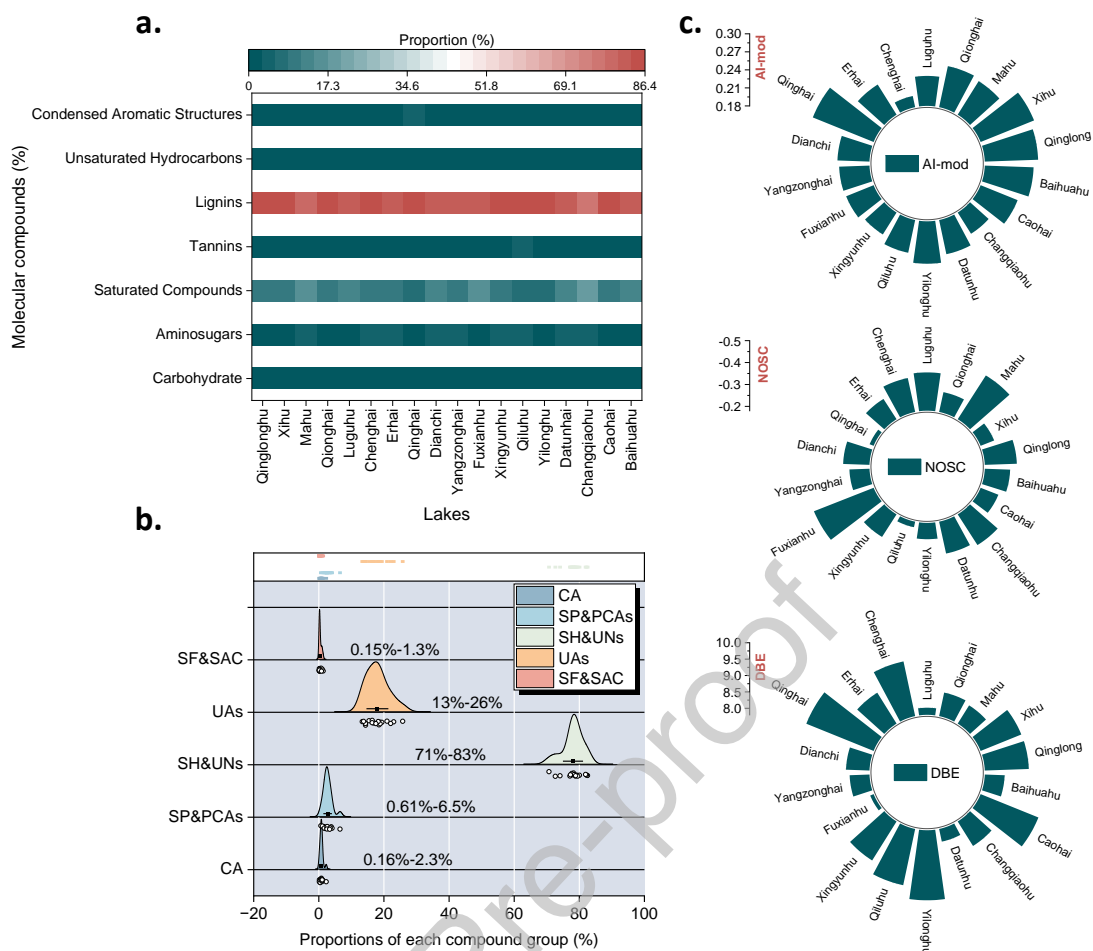 a.
Proportion (%)
0 17.3 34.6 51.8 69.1 86.4
Molecular compounds (%)
Condensed Aromatic Structures
Unsaturated Hydrocarbons
Lignins
Tannins
Saturated Compounds
Aminosugars
Carbohydrate
Qinglonghu
Xihu
Mahu
Qionghai
Luguhu
Chenghai
Erhai
Qinghai
Dianchi
Yangzonghai
Fuxianhu
Xingyunhu
Qiluhu
Yilonghu
Datunhai
Changqiaohu
Caohai
Baihuahu
Lakes
b.
CA
SP&PCAs
SH&UNs
UAs
SF&SAC
SF&SAC
UAs
SH&UNs
SP&PCAs
CA
0.15%-1.3%
13%-26%
71%-83%
0.61%-6.5%
0.16%-2.3%
−20 0 20 40 60 80 100
Proportions of each compound group (%)
c.
0.30
0.27
0.24
0.21
0.18
AI-mod
AI-mod
Luguhu
Qionghai
Mahu
Xihu
Qinglong
Baihuahu
Caohai
Changqiaohu
Datunhu
Yilonghu
Qiluhu
Xingyunhu
Fuxianhu
Yangzonghai
Dianchi
Qinghai
Erhai
Chenghai
-0.5
-0.4
-0.3
-0.2
NOSC
NOSC
Luguhu
Qionghai
Mahu
Xihu
Qinglong
Baihuahu
Caohai
Changqiaohu
Datunhu
Yilonghu
Qiluhu
Xingyunhu
Fuxianhu
Yangzonghai
Dianchi
Qinghai
Erhai
Chenghai
10.0
9.5
9.0
8.5
8.0
DBE
DBE
Luguhu
Qionghai
Mahu
Xihu
Qinglong
Baihuahu
Caohai
Changqiaohu
Datunhu
Yilonghu
Qiluhu
Xingyunhu
Fuxianhu
Yangzonghai
Dianchi
Qinghai
Erhai
Chenghai
Pre-proof